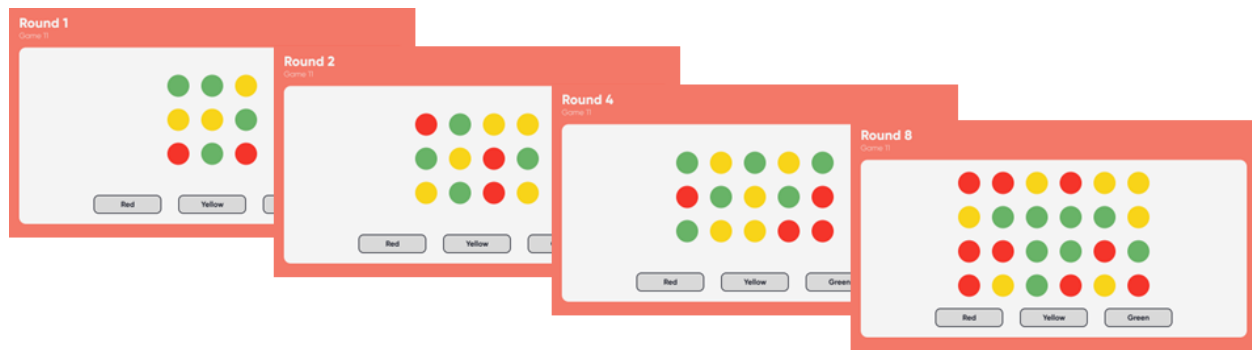 Round 1
Game 11
Red
Yellow
Round 2
Game 11
Red
Yellow
Round 4
Game 11
Red
Yellow
Green
Round 8
Game 11
Red
Yellow
Green